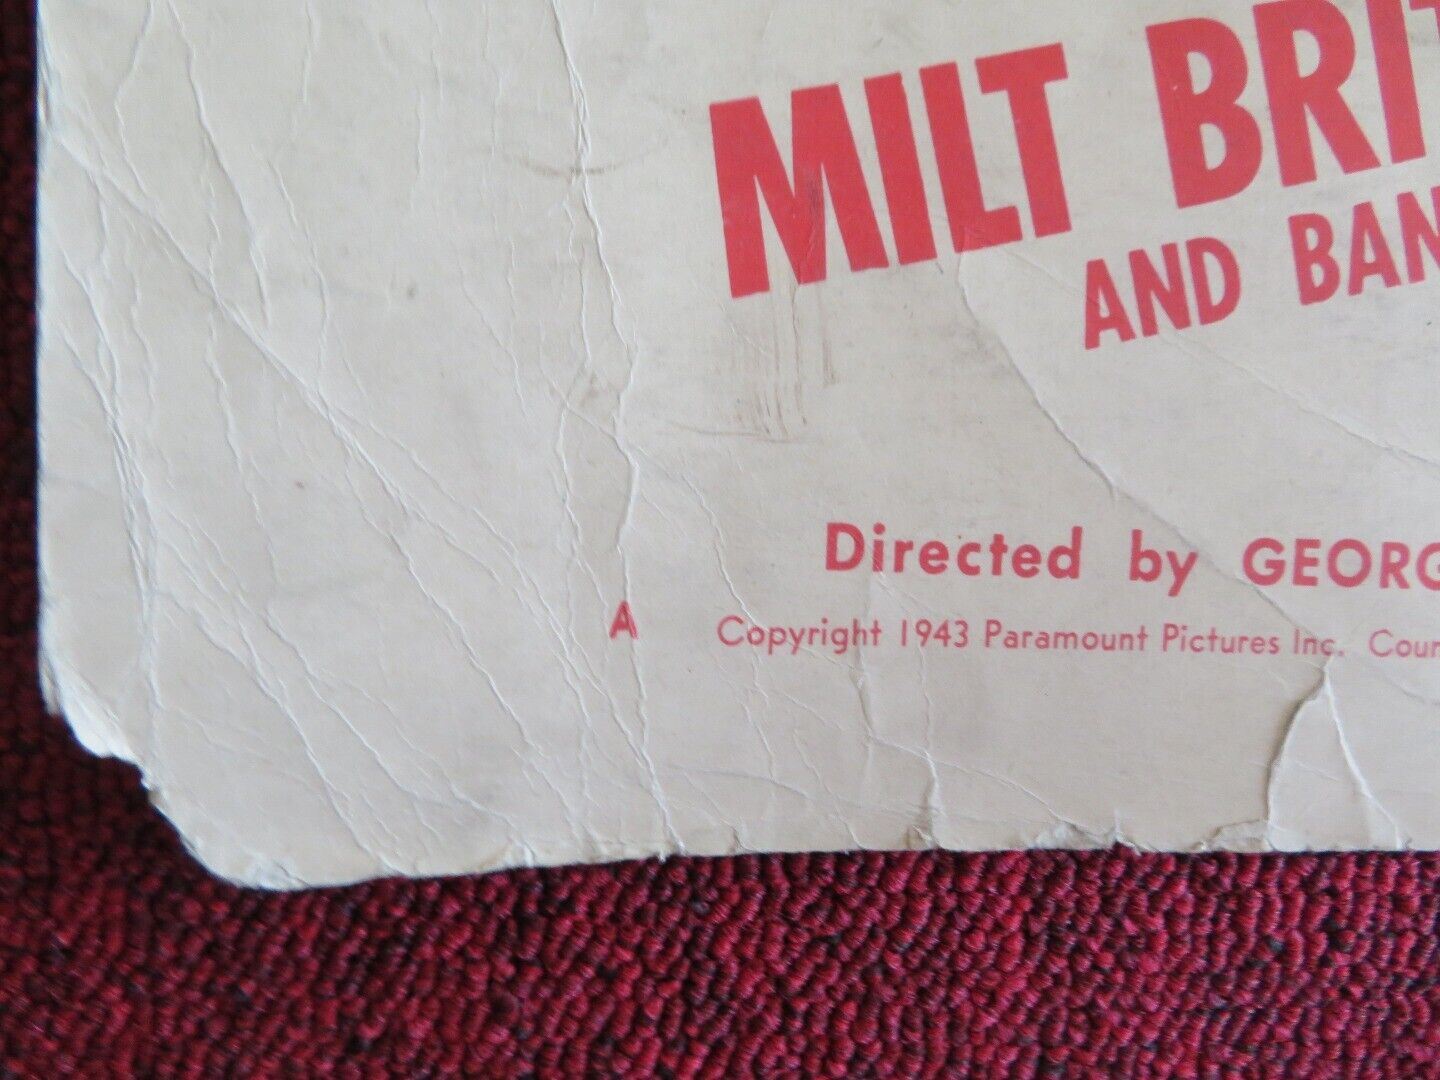 MILT BRIT
AND BAN
Directed by GEORG
A Copyright 1943 Paramount Pictures Inc. Coun